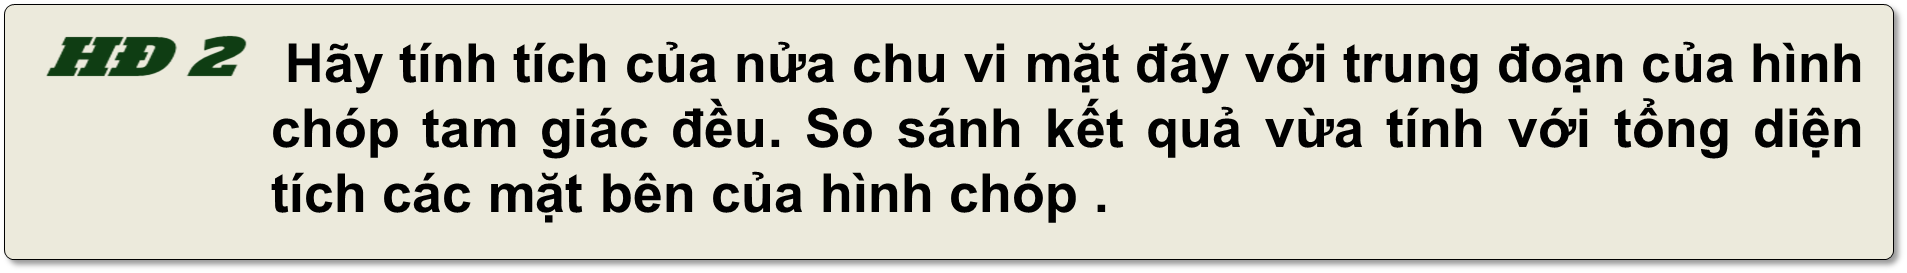 HĐ 2 Hãy tính tích của nửa chu vi mặt đáy với trung đoạn của hình
chóp tam giác đều. So sánh kết quả vừa tính với tổng diện
tích các mặt bên của hình chóp .